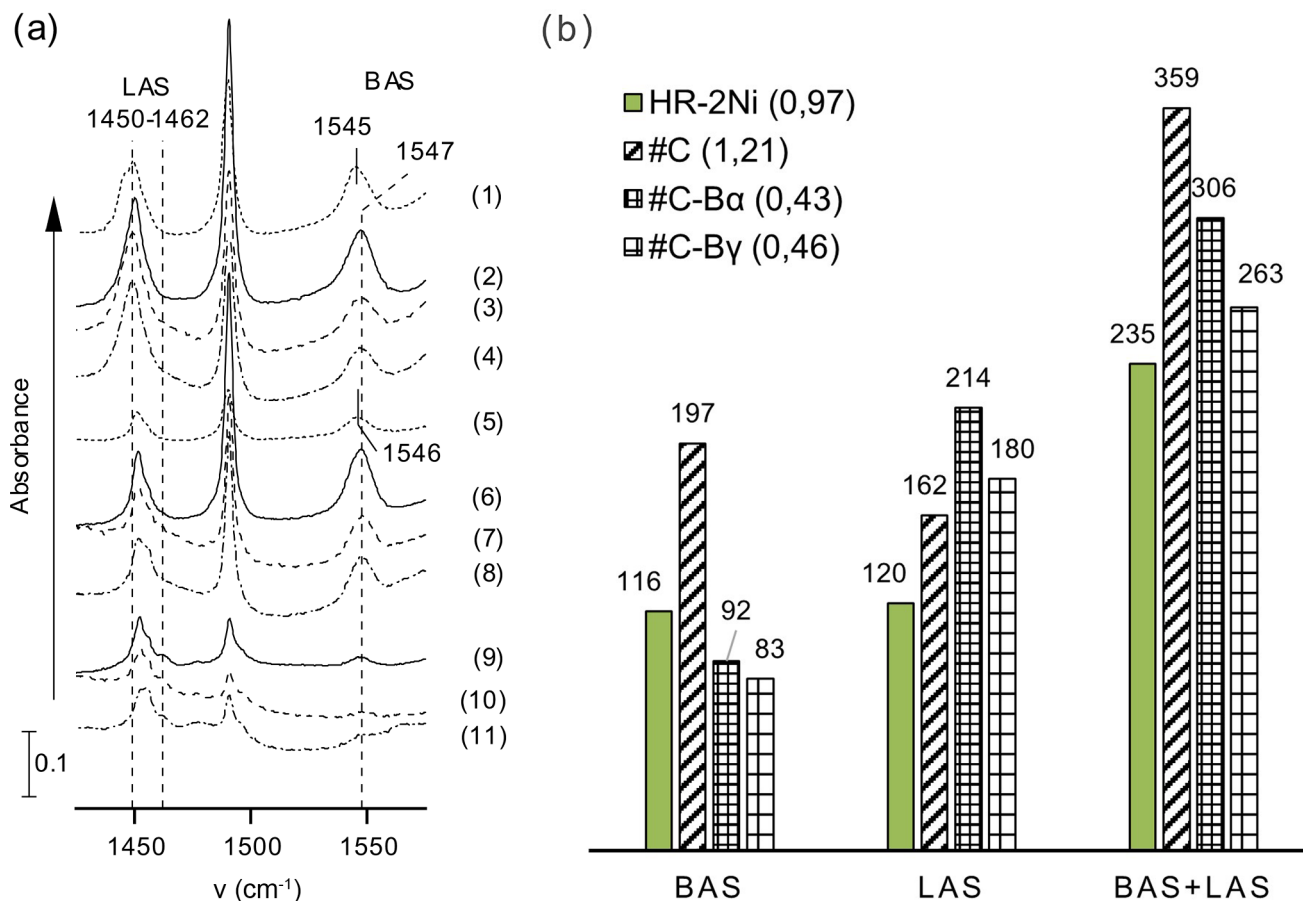 (a)
LAS
1450-1462
BAS
1545
1547
(1)
(2)
(3)
(4)
(5)
1546
(6)
(7)
(8)
(9)
(10)
(11)
Absorbance
0.1
1450
1500
1550
ν (cm-1)
(b)
HR-2Ni (0,97)
#C (1,21)
#C-Bα (0,43)
#C-Bγ (0,46)
116
197
92
83
120
162
214
180
235
359
306
263
BAS
LAS
BAS+LAS